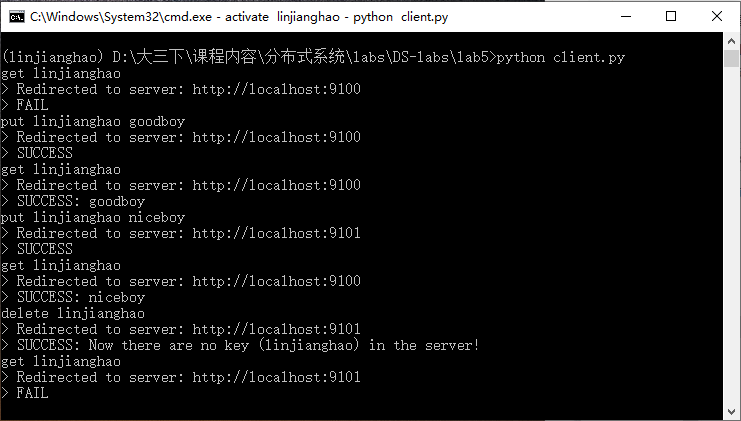 C:\Windows\System32\cmd.exe - activate linjianghao - python client.py
(linjianghao) D:\大三下\课程内容\分布式系统\labs\DS-labs\lab5>python client.py
get linjianghao
> Redirected to server: http://localhost:9100
> FAIL
put linjianghao goodboy
> Redirected to server: http://localhost:9100
> SUCCESS
get linjianghao
> Redirected to server: http://localhost:9100
> SUCCESS: goodboy
put linjianghao niceboy
> Redirected to server: http://localhost:9101
> SUCCESS
get linjianghao
> Redirected to server: http://localhost:9100
> SUCCESS: niceboy
delete linjianghao
> Redirected to server: http://localhost:9101
> SUCCESS: Now there are no key (linjianghao) in the server!
get linjianghao
> Redirected to server: http://localhost:9101
> FAIL